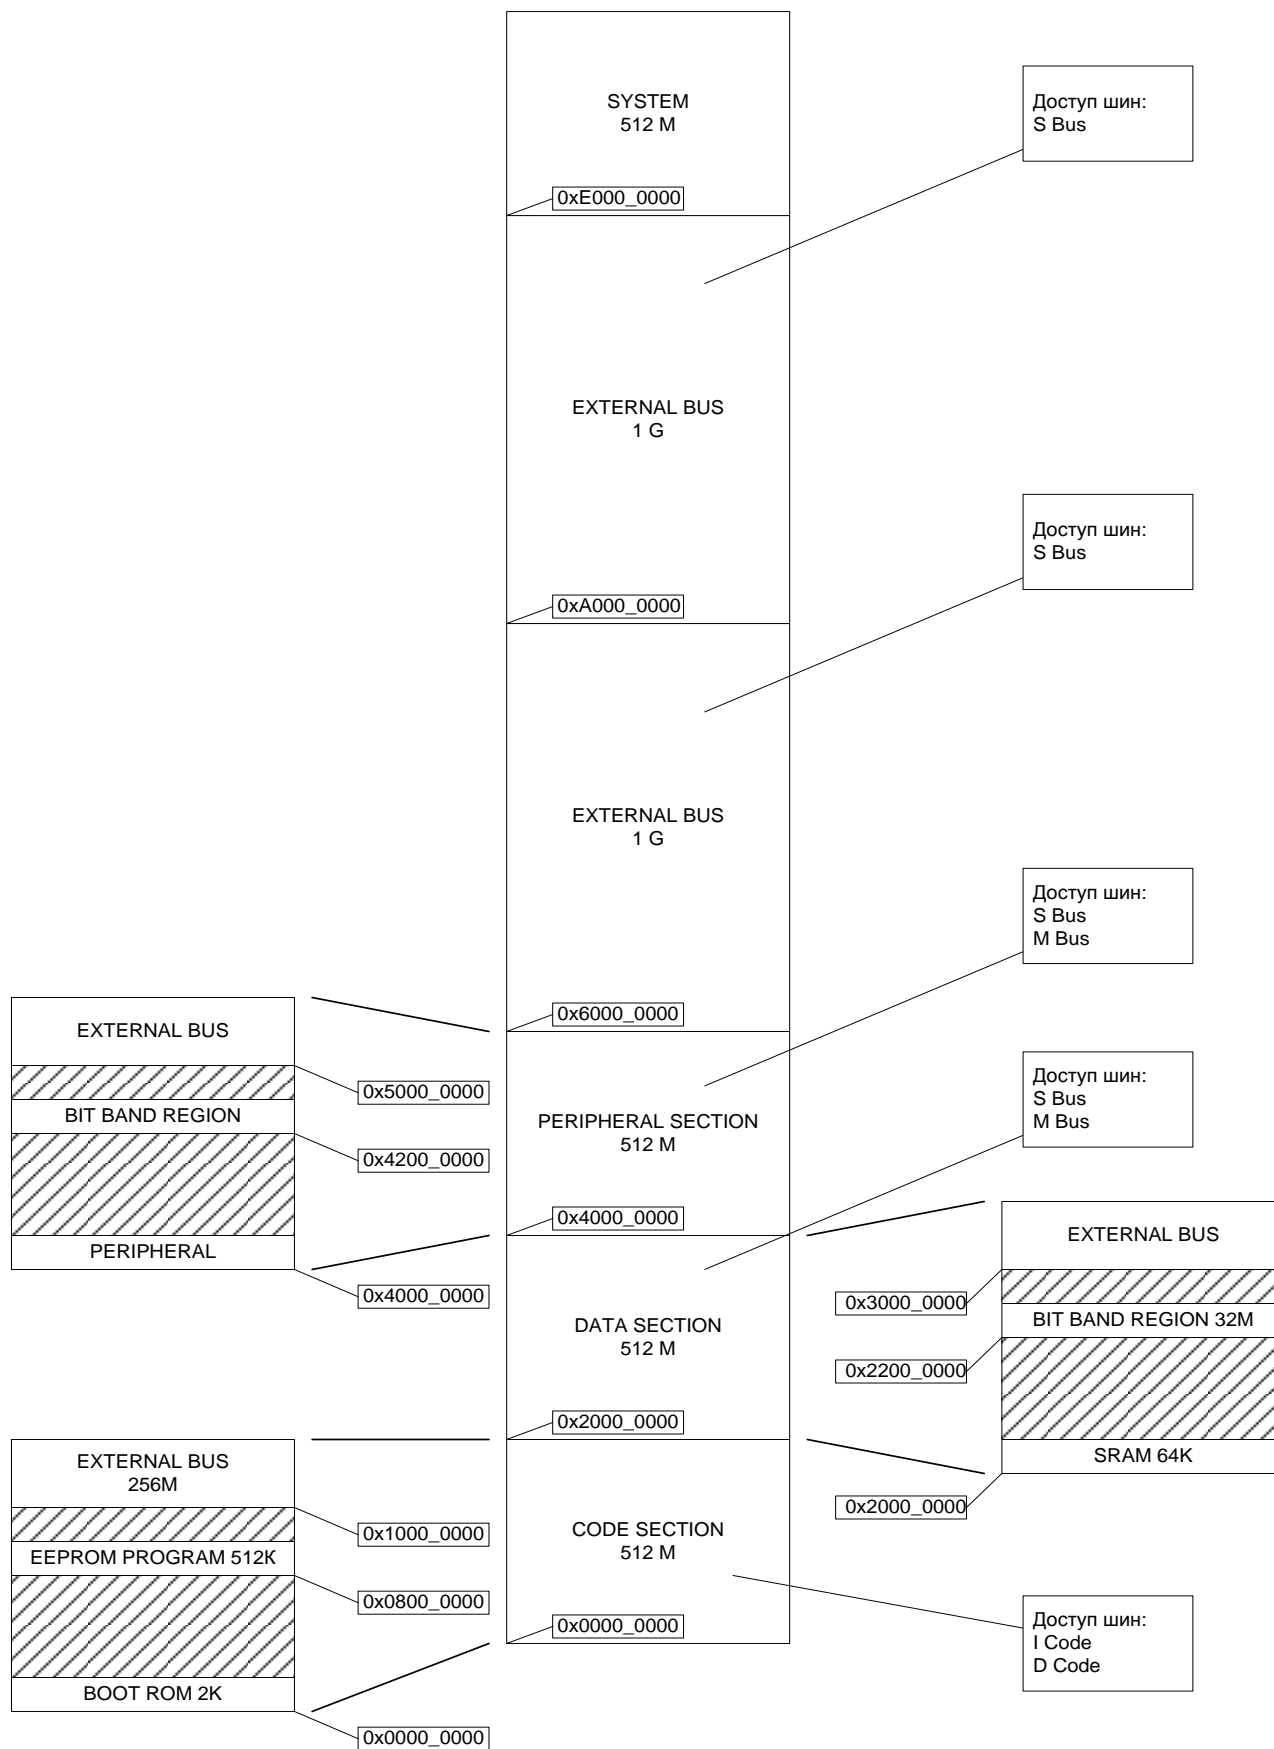 SYSTEM
512 M
0xE000_0000
Доступ шин:
S Bus
EXTERNAL BUS
1 G
0xA000_0000
Доступ шин:
S Bus
EXTERNAL BUS
1 G
0x6000_0000
Доступ шин:
S Bus
M Bus
EXTERNAL BUS
0x5000_0000
BIT BAND REGION
0x4200_0000
PERIPHERAL
0x4000_0000
PERIPHERAL SECTION
512 M
0x4000_0000
Доступ шин:
S Bus
M Bus
DATA SECTION
512 M
0x2000_0000
EXTERNAL BUS
0x3000_0000
BIT BAND REGION 32M
0x2200_0000
SRAM 64K
0x2000_0000
EXTERNAL BUS
256M
0x1000_0000
EEPROM PROGRAM 512К
0x0800_0000
BOOT ROM 2K
0x0000_0000
CODE SECTION
512 M
0x0000_0000
Доступ шин:
I Code
D Code